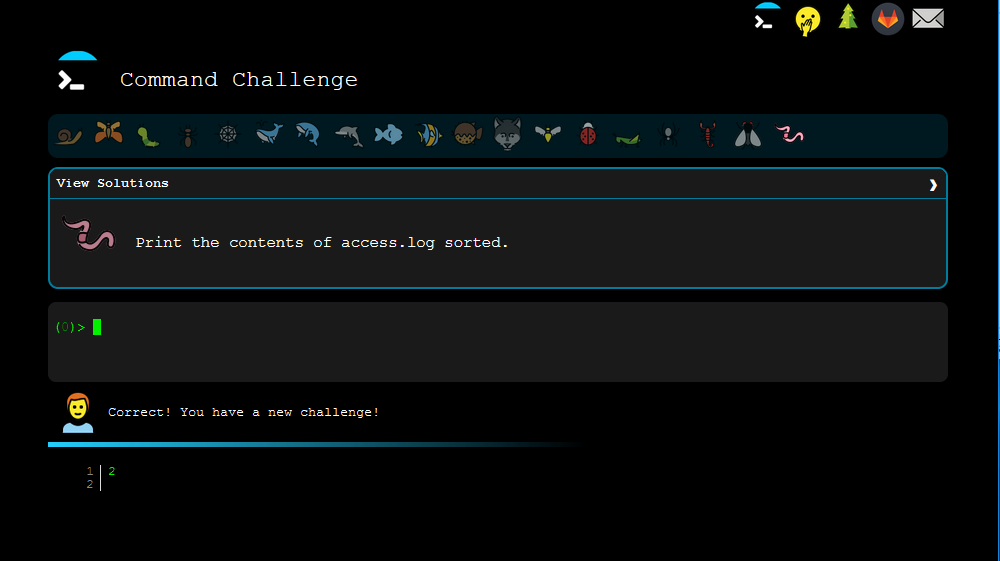 Command Challenge
View Solutions
Print the contents of access.log sorted.
(0)>
Correct! You have a new challenge!
1 2
2